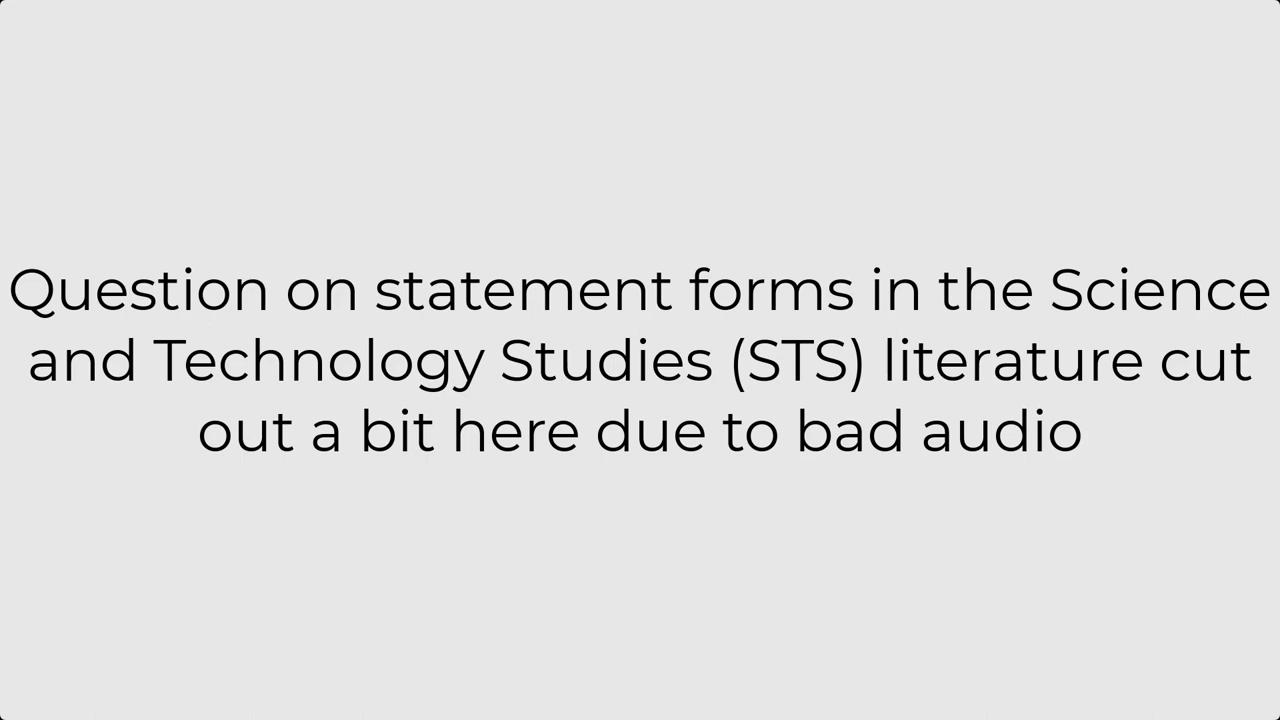 Question on statement forms in the Science
and Technology Studies (STS) literature cut
out a bit here due to bad audio